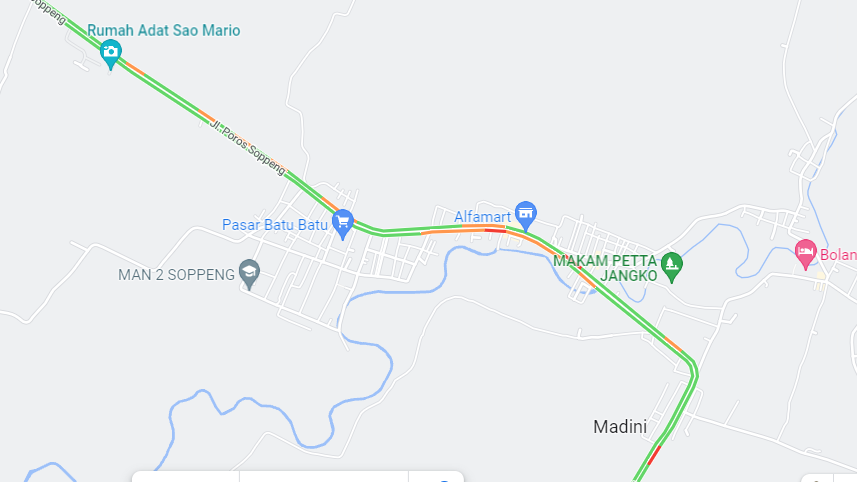 Soppeng
Rumah Adat Sao Mario
Jl. Poros Soppeng
Pasar Batu Batu
Alfamart
MAKAM PETTA
JANGKO
MAN 2 SOPPENG
Bolan
Madini